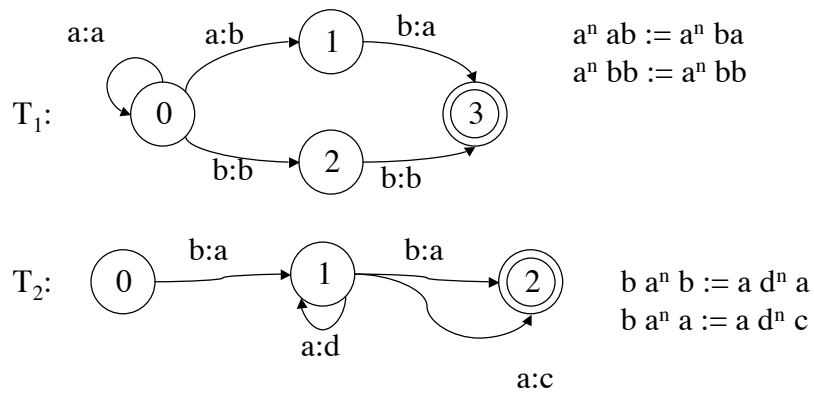 a:a
a:b
1
b:a
aⁿ ab := aⁿ ba
aⁿ bb := aⁿ bb
T₁:
0
3
b:b
2
b:b
b:a
b:a
T₂:
0
1
2
b aⁿ b := a dⁿ a
b aⁿ a := a dⁿ c
a:d
a:c